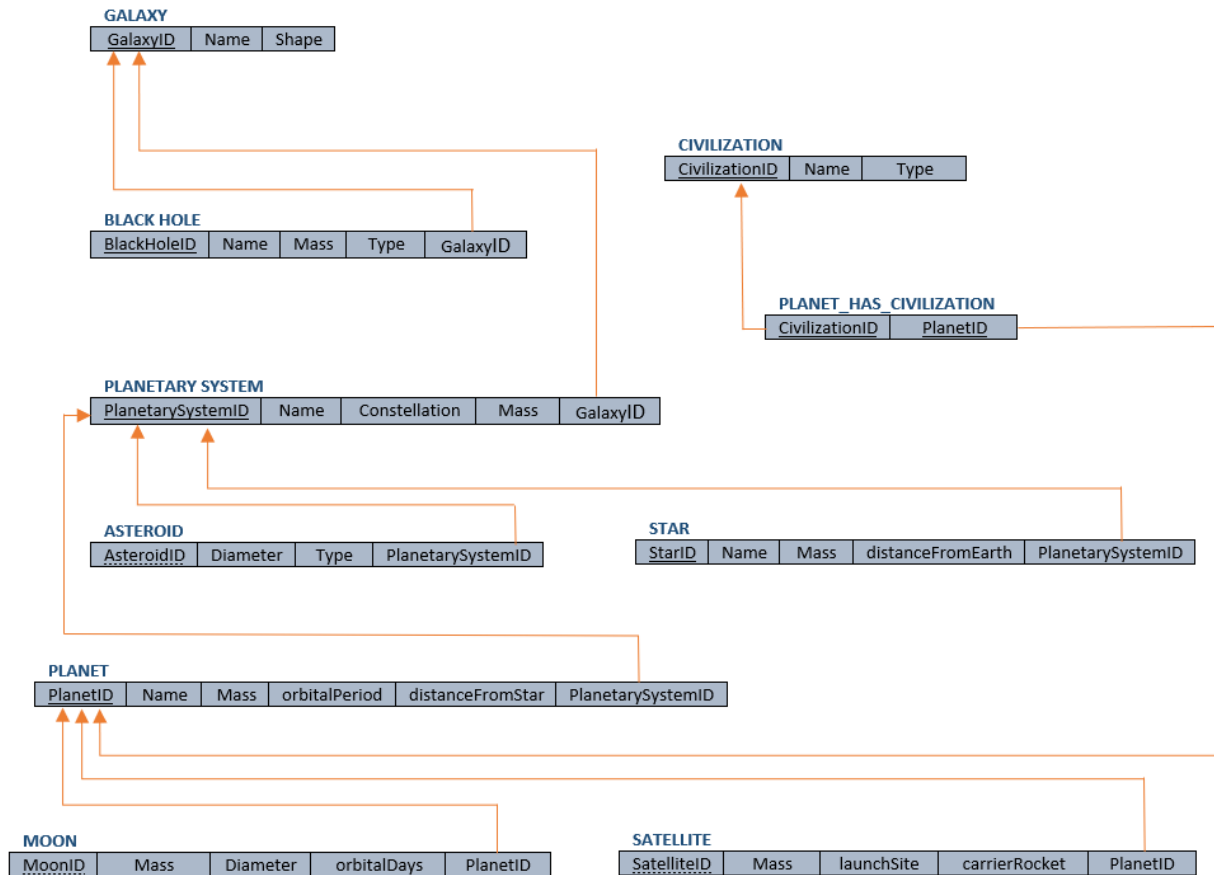 GALAXY
GalaxyID Name Shape
CIVILIZATION
CivilizationID Name Type
BLACK HOLE
BlackHoleID Name Mass Type GalaxyID
PLANET_HAS_CIVILIZATION
CivilizationID PlanetID
PLANETARY SYSTEM
PlanetarySystemID Name Constellation Mass GalaxyID
ASTEROID
AsteroidID Diameter Type PlanetarySystemID
STAR
StarID Name Mass distanceFromEarth PlanetarySystemID
PLANET
PlanetID Name Mass orbitalPeriod distanceFromStar PlanetarySystemID
MOON
MoonID Mass Diameter orbitalDays PlanetID
SATELLITE
SatelliteID Mass launchSite carrierRocket PlanetID